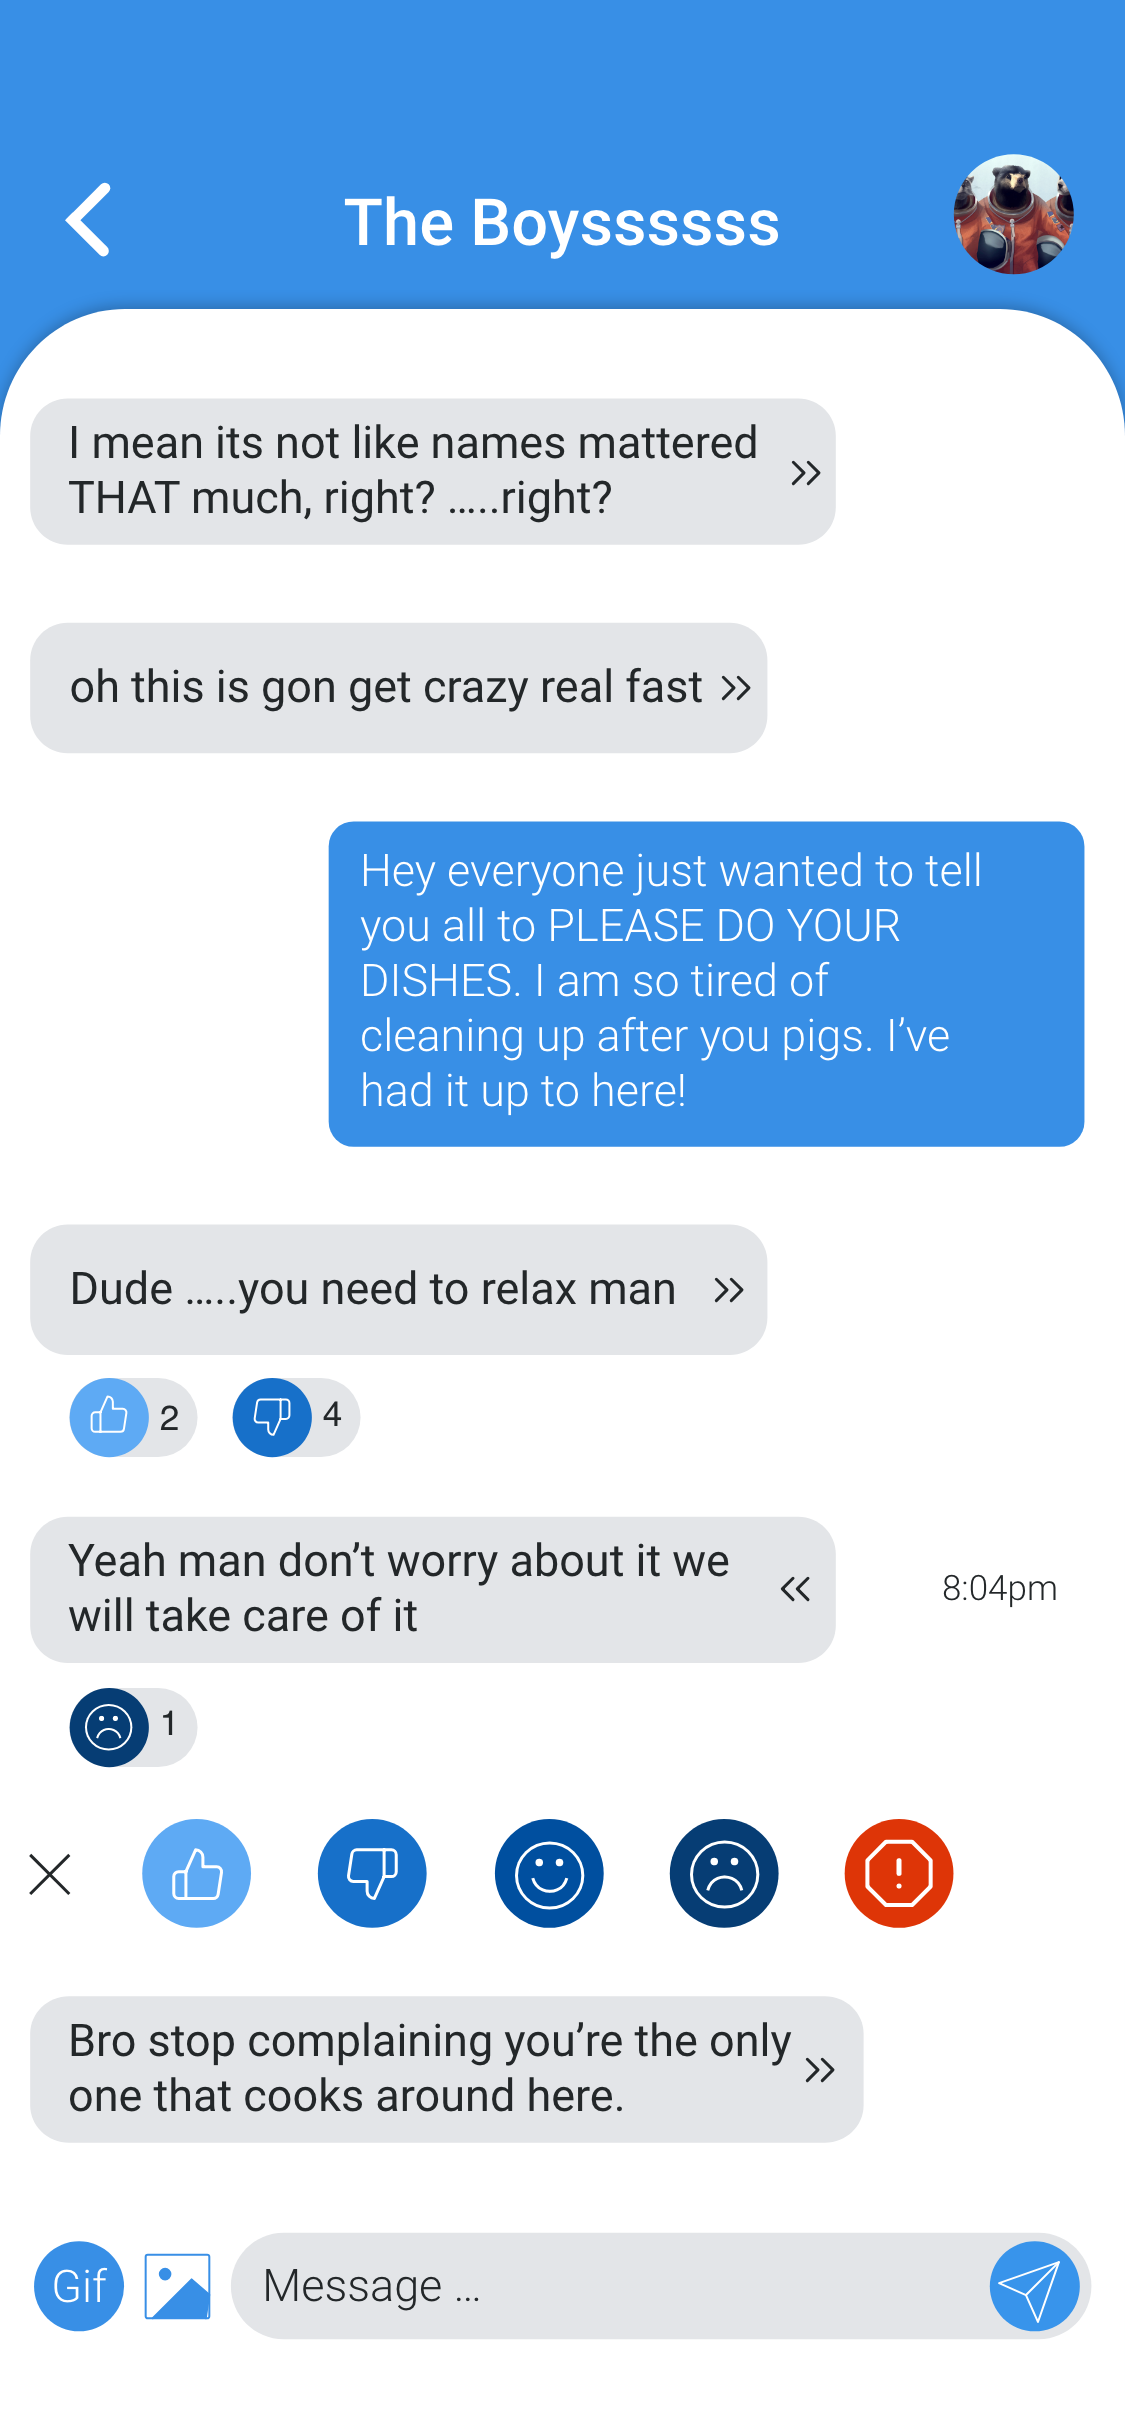 The Boyssssss
I mean its not like names mattered
THAT much, right? .....right?
oh this is gon get crazy real fast
Hey everyone just wanted to tell
you all to PLEASE DO YOUR
DISHES. I am so tired of
cleaning up after you pigs. I’ve
had it up to here!
Dude .....you need to relax man
2
4
Yeah man don’t worry about it we
will take care of it
8:04pm
1
Bro stop complaining you’re the only
one that cooks around here.
Gif
Message ...